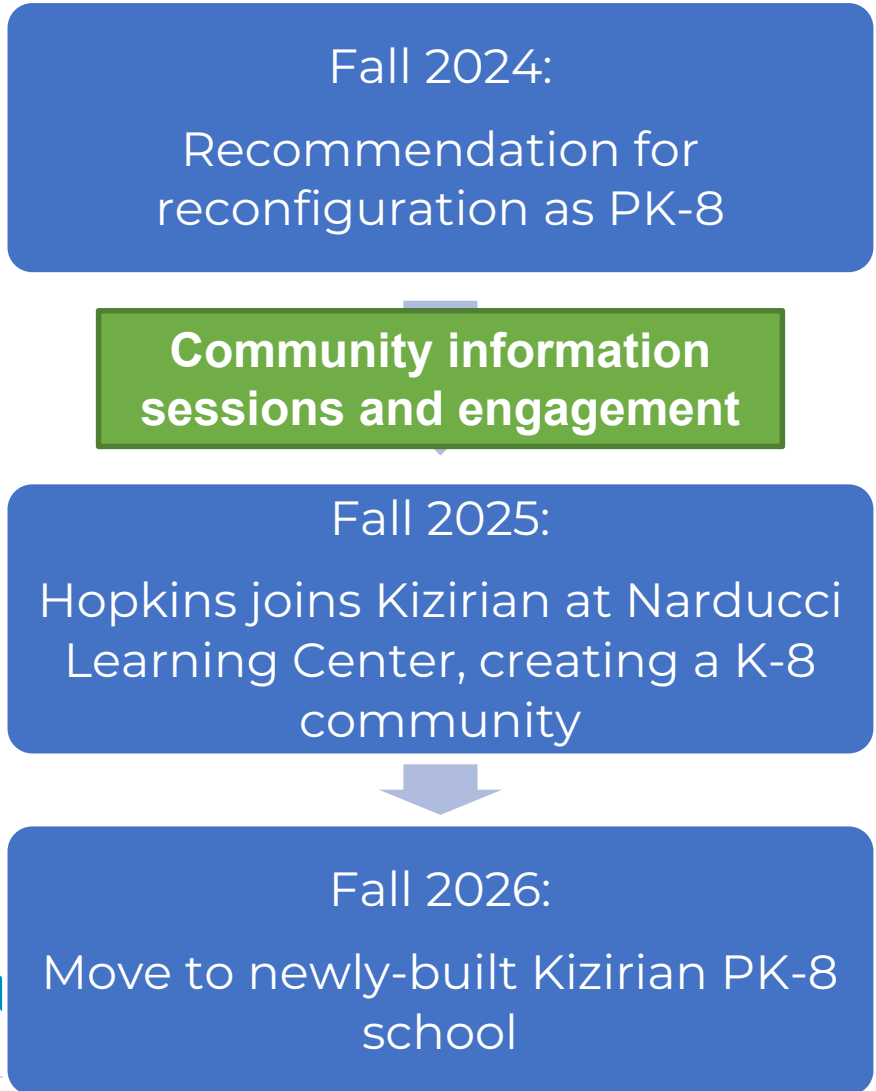 Fall 2024:
Recommendation for
reconfiguration as PK-8
Community information
sessions and engagement
Fall 2025:
Hopkins joins Kizirian at Narducci
Learning Center, creating a K-8
community
Fall 2026:
Move to newly-built Kizirian PK-8
school